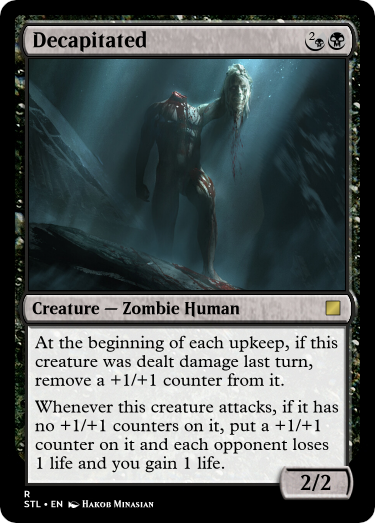 Decapitated
2
At the beginning of each upkeep, if this
creature was dealt damage last turn,
remove a +1/+1 counter from it.
Whenever this creature attacks, if it has
no +1/+1 counters on it, put a +1/+1
counter on it and each opponent loses
1 life and you gain 1 life.
Creature — Zombie Human
2/2
R
STL • EN Hakob Minasian